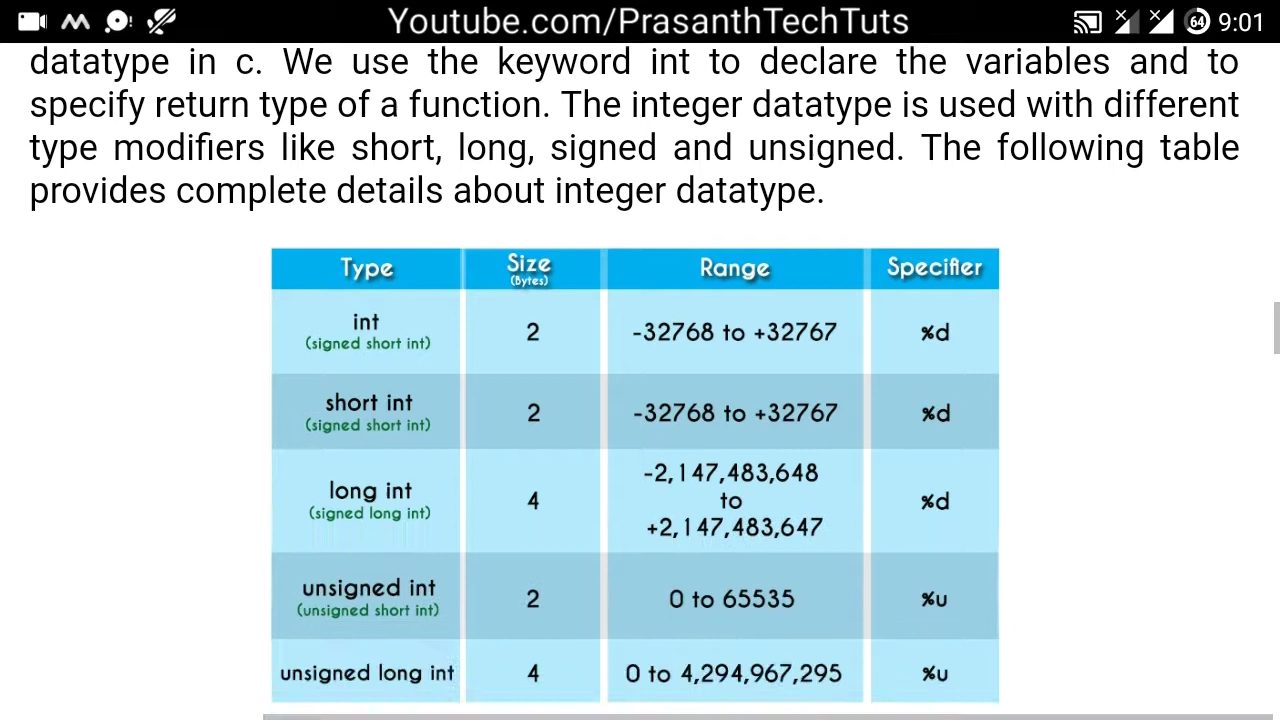 Youtube.com/PrasanthTechTuts
64 9:01
datatype in c. We use the keyword int to declare the variables and to
specify return type of a function. The integer datatype is used with different
type modifiers like short, long, signed and unsigned. The following table
provides complete details about integer datatype.
Type Size (Bytes) Range Specifier
int
(signed short int)
2 -32768 to +32767 %d
short int
(signed short int)
2 -32768 to +32767 %d
long int
(signed long int)
4
-2,147,483,648
to
+2,147,483,647
%d
unsigned int
(unsigned short int)
2 0 to 65535 %u
unsigned long int 4 0 to 4,294,967,295 %u